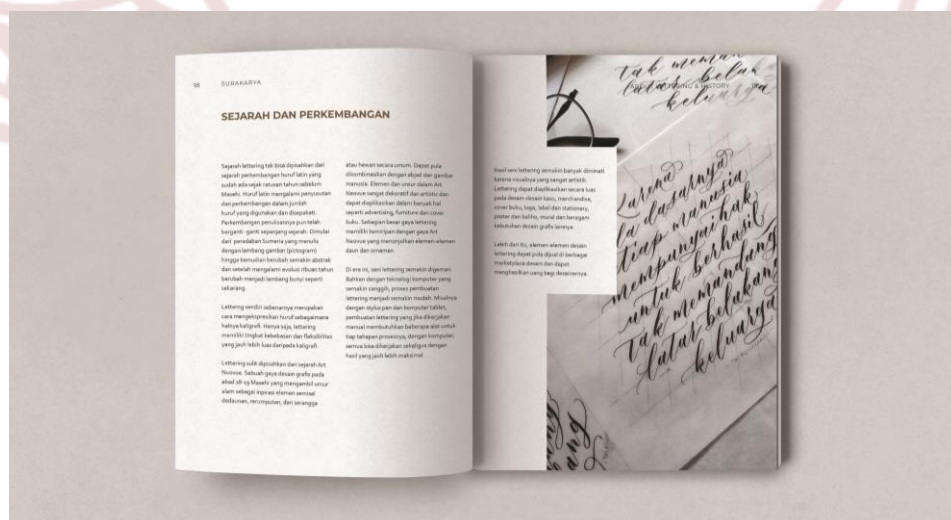 18 SURAKARYA
SEJARAH DAN PERKEMBANGAN
Sejarah lettering tak bisa dipisahkan dari
sejarah perkembangan huruf latin yang
sudah ada sejak ratusan tahun sebelum
Masehi. Huruf latin mengalami penyusutan
dan perkembangan dalam jumlah
huruf yang digunakan dan disepakati.
Perkembangan penulisannya pun telah
berganti -ganti sepanjang sejarah. Dimulai
dari peradaban Sumeria yang menulis
dengan lambang gambar (pictogram)
hingga kemudian berubah semakin abstrak
dan setelah mengalami evolusi ribuan tahun
berubah menjadi lambang bunyi seperti
sekarang.
Lettering sendiri sebenarnya merupakan
cara mengekspresikan huruf sebagaimana
halnya kaligrafi. Hanya saja, lettering
memiliki tingkat kebebasan dan fleksibilitas
yang jauh lebih luas daripada kaligrafi.
Lettering sulit dipisahkan dari sejarah Art
Nuovue. Sebuah gaya desain grafis pada
abad 18-19 Masehi yang mengambil unsur
alam sebagai inpirasi elemen semisal
dedaunan, rerumputan, dan serangga
atau hewan secara umum. Dapat pula
dikombinasikan dengan abjad dan gambar
manusia. Elemen dan unsur dalam Art
Neovue sangat dekoratif dan artistic dan
dapat diaplikasikan dalam banyak hal
seperti advertising, furniture dan cover
buku. Sebagian besar gaya lettering
memiliki kemiripan dengan gaya Art
Neovue yang menonjolkan elemen-elemen
daun dan ornamen.
Di era ini, seni lettering semakin digemari.
Bahkan dengan teknologi komputer yang
semakin canggih, proses pembuatan
lettering menjadi semakin mudah. Misalnya
dengan stylus pen dan komputer tablet,
pembuatan lettering yang jika dikerjakan
manual membutuhkan beberapa alat untuk
tiap tahapan prosesnya, dengan komputer,
semua bisa dikerjakan sekaligus dengan
hasil yang jauh lebih maksimal
LETTERING & HISTORY
Hasil seni lettering semakin banyak diminati
karena visualnya yang sangat artistik.
Lettering dapat diaplikasikan secara luas
pada desain-desain kaos, merchandise,
cover buku, logo, label dan stationary,
poster dan baliho, mural dan beragam
kebutuhan desain grafis lainnya.
Lebih dari itu, elemen-elemen desain
lettering dapat pula dijual di berbagai
marketplace desain dan dapat
menghasilkan uang bagi desainernya.
tak meman
latar belak
keluarga
Karena
dasarnya
tiap manusia
mempunyai hak
untuk berhasil
tak memandang
latar belakang
keluarga
ang